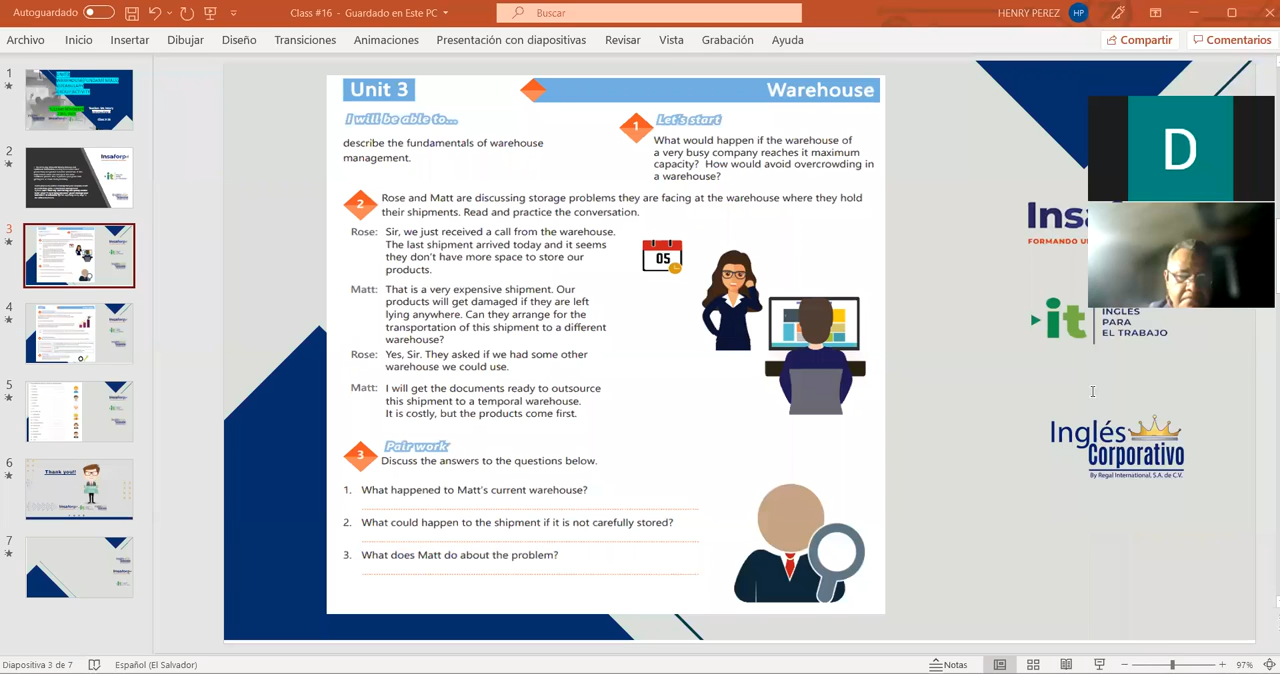 Autoguardado
Class #16 - Guardado en Este PC
Buscar
HENRY PEREZ
HP
Archivo Inicio Insertar Dibujar Diseño Transiciones Animaciones Presentación con diapositivas Revisar Vista Grabación Ayuda
Compartir
Comentarios
1
2
3
4
5
6
7
Thank you!!
Unit 3
Warehouse
I will be able to...
describe the fundamentals of warehouse
management.
1
Let's start
What would happen if the warehouse of
a very busy company reaches it maximum
capacity? How would avoid overcrowding in
a warehouse?
2
Rose and Matt are discussing storage problems they are facing at the warehouse where they hold
their shipments. Read and practice the conversation.
Rose: Sir, we just received a call from the warehouse.
The last shipment arrived today and it seems
they don't have more space to store our
products.
Matt: That is a very expensive shipment. Our
products will get damaged if they are left
lying anywhere. Can they arrange for the
transportation of this shipment to a different
warehouse?
Rose: Yes, Sir. They asked if we had some other
warehouse we could use.
Matt: I will get the documents ready to outsource
this shipment to a temporal warehouse.
It is costly, but the products come first.
05
3
Pair work
Discuss the answers to the questions below.
1. What happened to Matt's current warehouse?
2. What could happen to the shipment if it is not carefully stored?
3. What does Matt do about the problem?
D
Ins
FORMANDO
it
INGLES
PARA
EL TRABAJO
Inglés
Corporativo
By Regal International, S.A. de C.V.
Diapositiva 3 de 7
Español (El Salvador)
Notas
97%